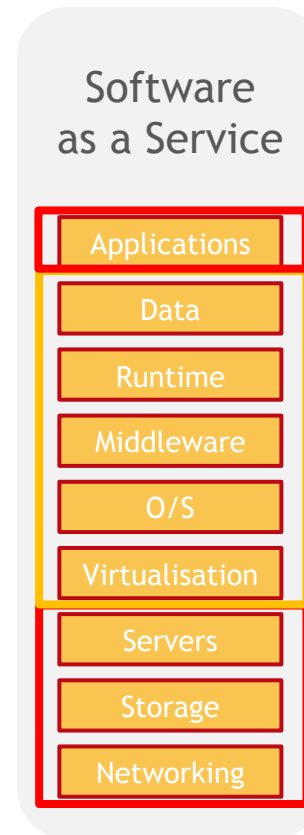 Software
as a Service
Applications
Data
Runtime
Middleware
O/S
Virtualisation
Servers
Storage
Networking